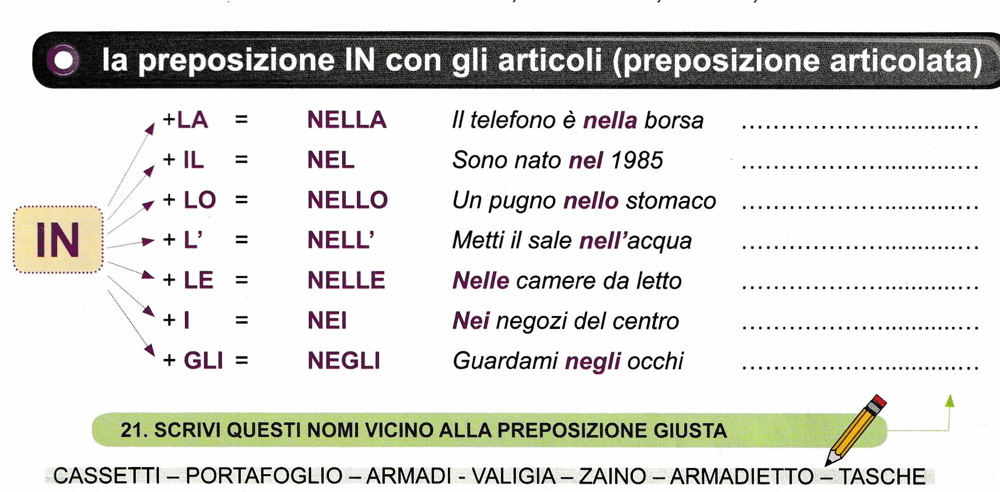 la preposizione IN con gli articoli (preposizione articolata)
+LA = NELLA Il telefono è nella borsa ........................................
+ IL = NEL Sono nato nel 1985 ........................................
+ LO = NELLO Un pugno nello stomaco ........................................
IN + L' = NELL' Metti il sale nell'acqua ........................................
+ LE = NELLE Nelle camere da letto ........................................
+ I = NEI Nei negozi del centro ........................................
+ GLI = NEGLI Guardami negli occhi ........................................
21. SCRIVI QUESTI NOMI VICINO ALLA PREPOSIZIONE GIUSTA
CASSETTI – PORTAFOGLIO – ARMADI - VALIGIA – ZAINO – ARMADIETTO – TASCHE